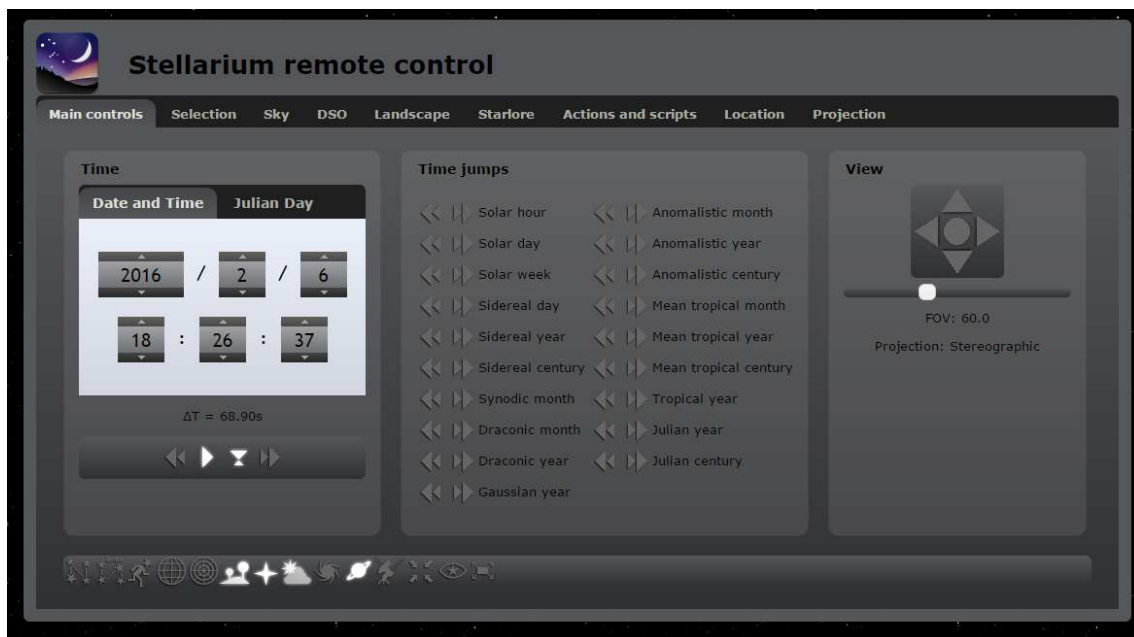 Stellarium remote control
Main controls Selection Sky DSO Landscape Starlore Actions and scripts Location Projection
Time
Date and Time Julian Day
2016 / 2 / 6
18 : 26 : 37
ΔT = 68.90s
Time jumps
Solar hour Anomalistic month
Solar day Anomalistic year
Solar week Anomalistic century
Sidereal day Mean tropical month
Sidereal year Mean tropical year
Sidereal century Mean tropical century
Synodic month Tropical year
Draconic month Julian year
Draconic year Julian century
Gaussian year
View
FOV: 60.0
Projection: Stereographic